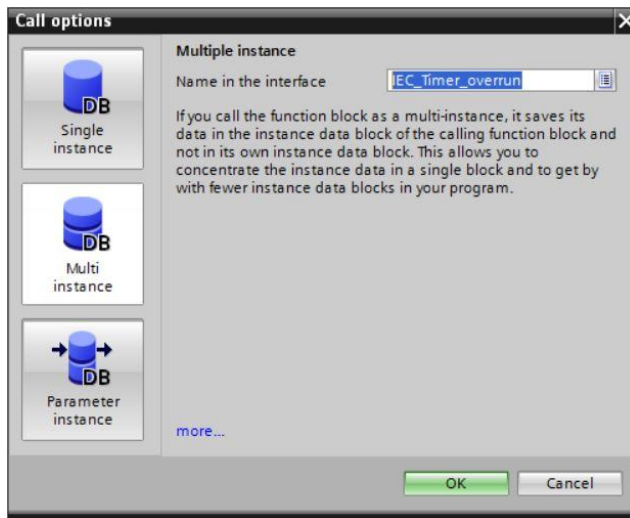 Call options
DB
Single
instance
DB
Multi
instance
DB
Parameter
instance
Multiple instance
Name in the interface IEC_Timer_overrun
If you call the function block as a multi-instance, it saves its
data in the instance data block of the calling function block and
not in its own instance data block. This allows you to
concentrate the instance data in a single block and to get by
with fewer instance data blocks in your program.
more...
OK Cancel